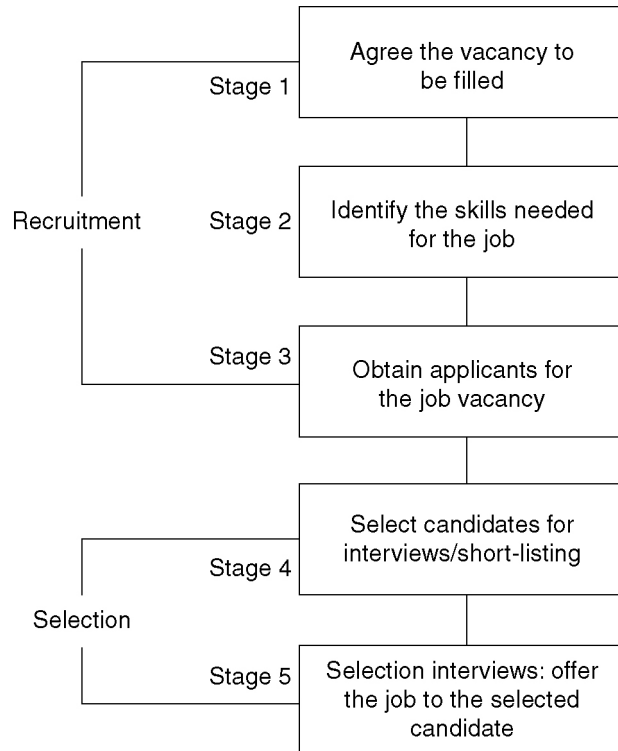 Agree the vacancy to
be filled
Stage 1
Recruitment
Stage 2
Identify the skills needed
for the job
Stage 3
Obtain applicants for
the job vacancy
Select candidates for
interviews/short-listing
Stage 4
Selection
Stage 5
Selection interviews: offer
the job to the selected
candidate